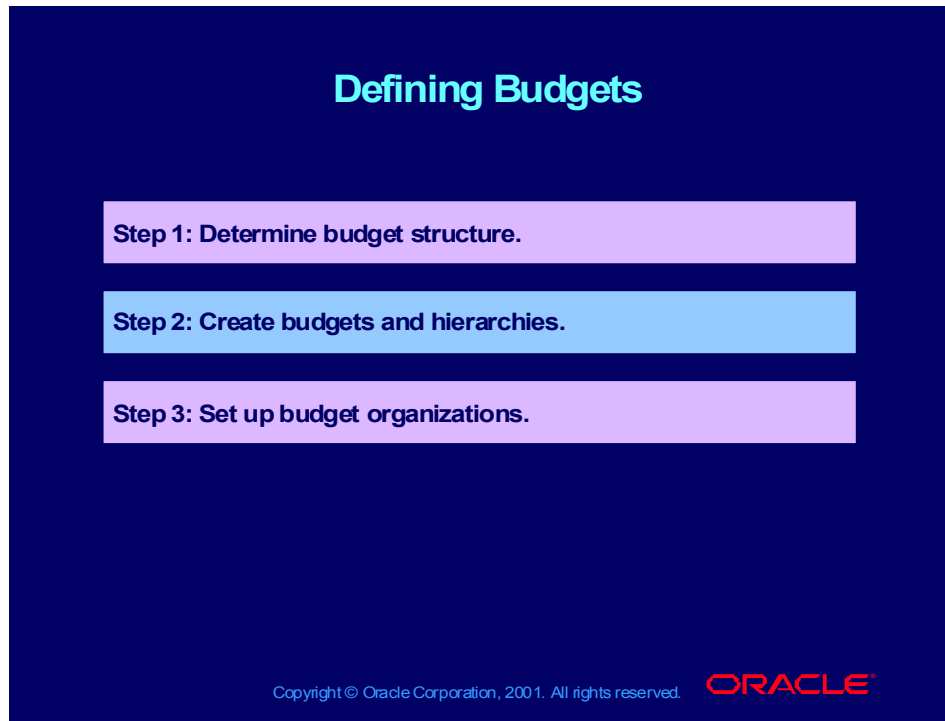 Defining Budgets
Step 1: Determine budget structure.
Step 2: Create budgets and hierarchies.
Step 3: Set up budget organizations.
Copyright © Oracle Corporation, 2001. All rights reserved.
ORACLE